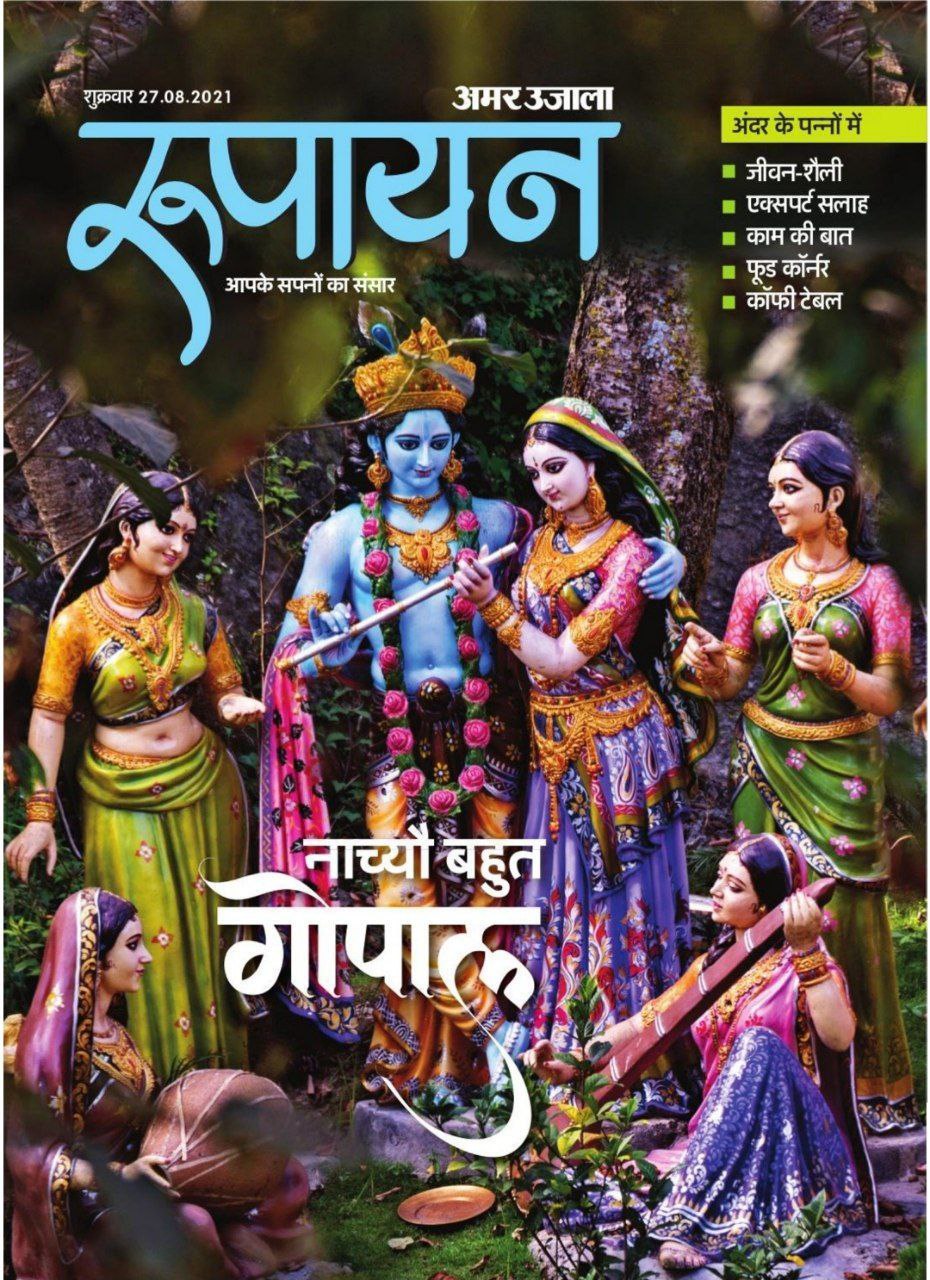 शुक्रवार 27.08.2021
अमर उजाला
रूपायन
आपके सपनों का संसार
अंदर के पन्नों में
जीवन-शैली
एक्सपर्ट सलाह
काम की बात
फूड कॉर्नर
कॉफी टेबल
नाच्यौ बहुत
गोपाल